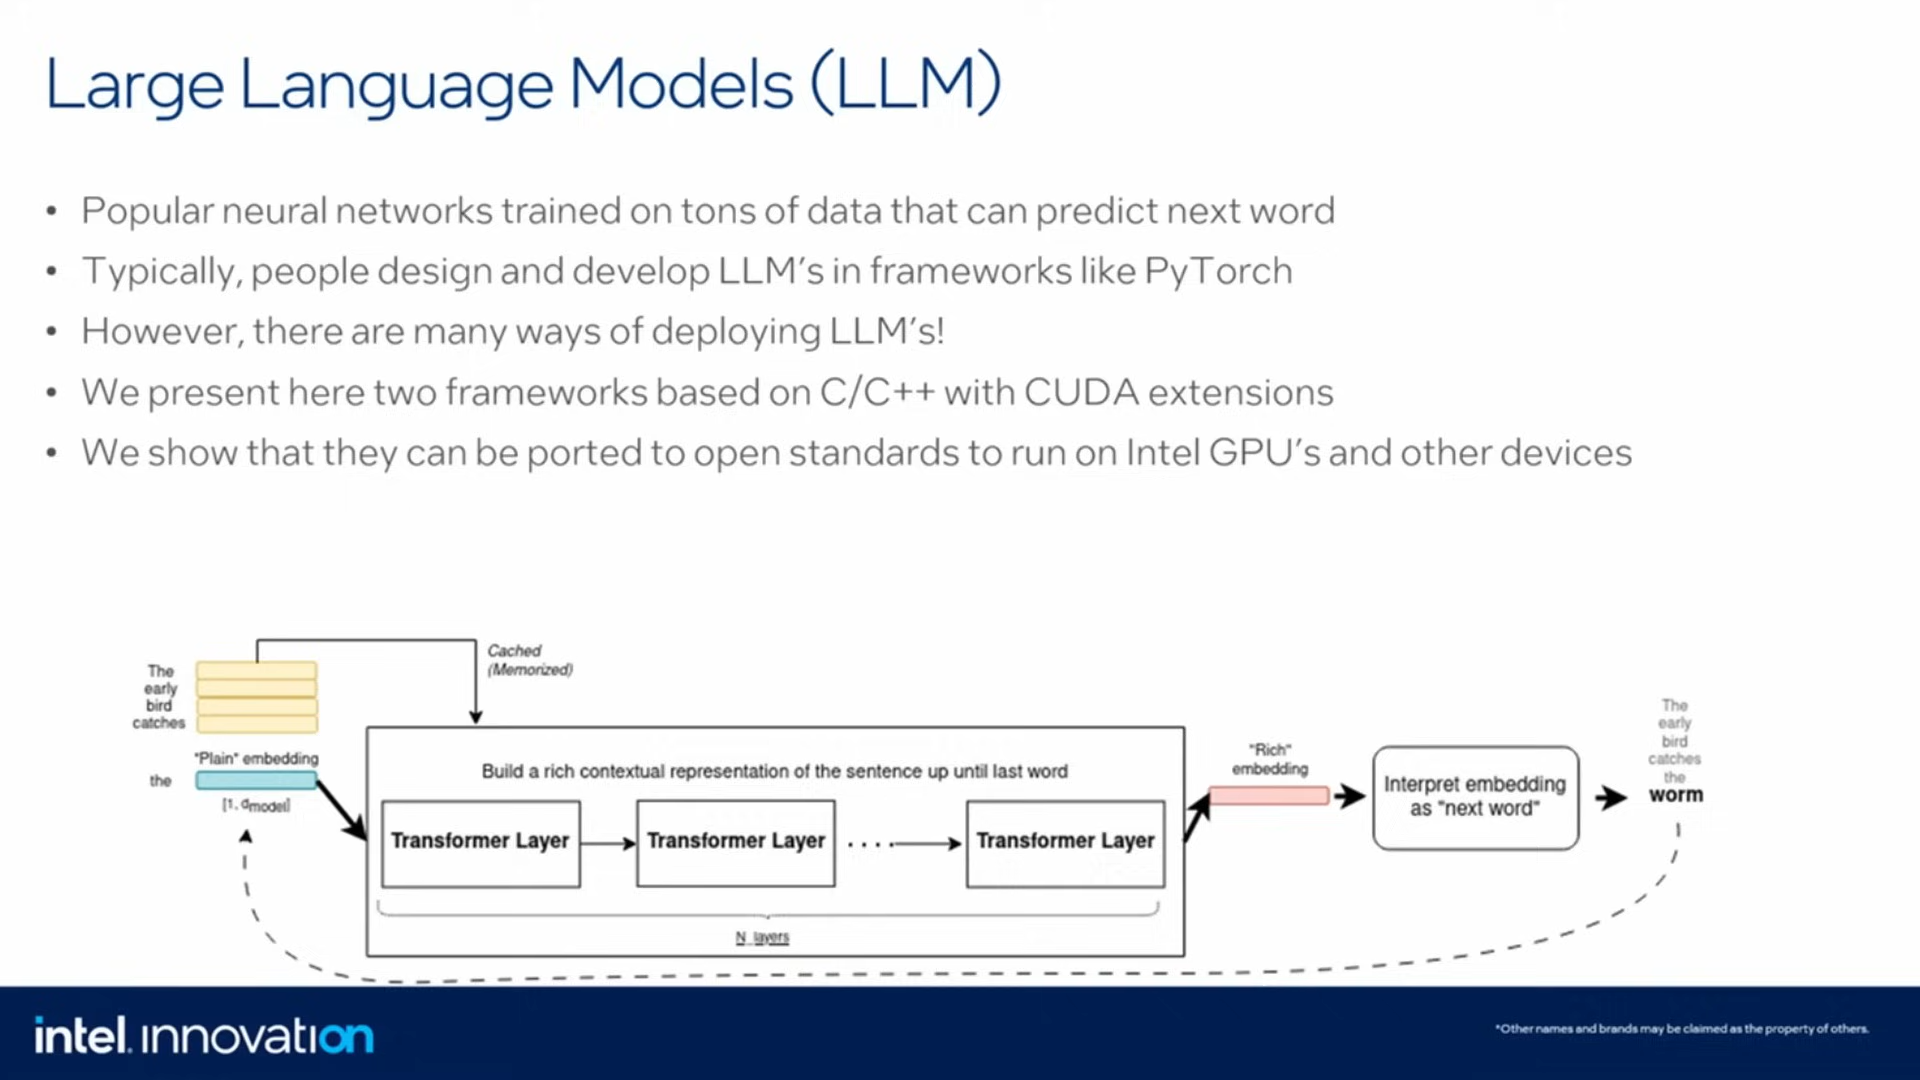 Large Language Models (LLM)
• Popular neural networks trained on tons of data that can predict next word
• Typically, people design and develop LLM's in frameworks like PyTorch
• However, there are many ways of deploying LLM's!
• We present here two frameworks based on C/C++ with CUDA extensions
• We show that they can be ported to open standards to run on Intel GPU's and other devices
The
early
bird
catches
"Plain" embedding
the
[1, dmodel]
Cached
(Memorized)
Build a rich contextual representation of the sentence up until last word
Transformer Layer
Transformer Layer
....
Transformer Layer
N_layers
"Rich"
embedding
Interpret embedding
as "next word"
The
early
bird
catches
the
worm
intel. innovation
*Other names and brands may be claimed as the property of others.